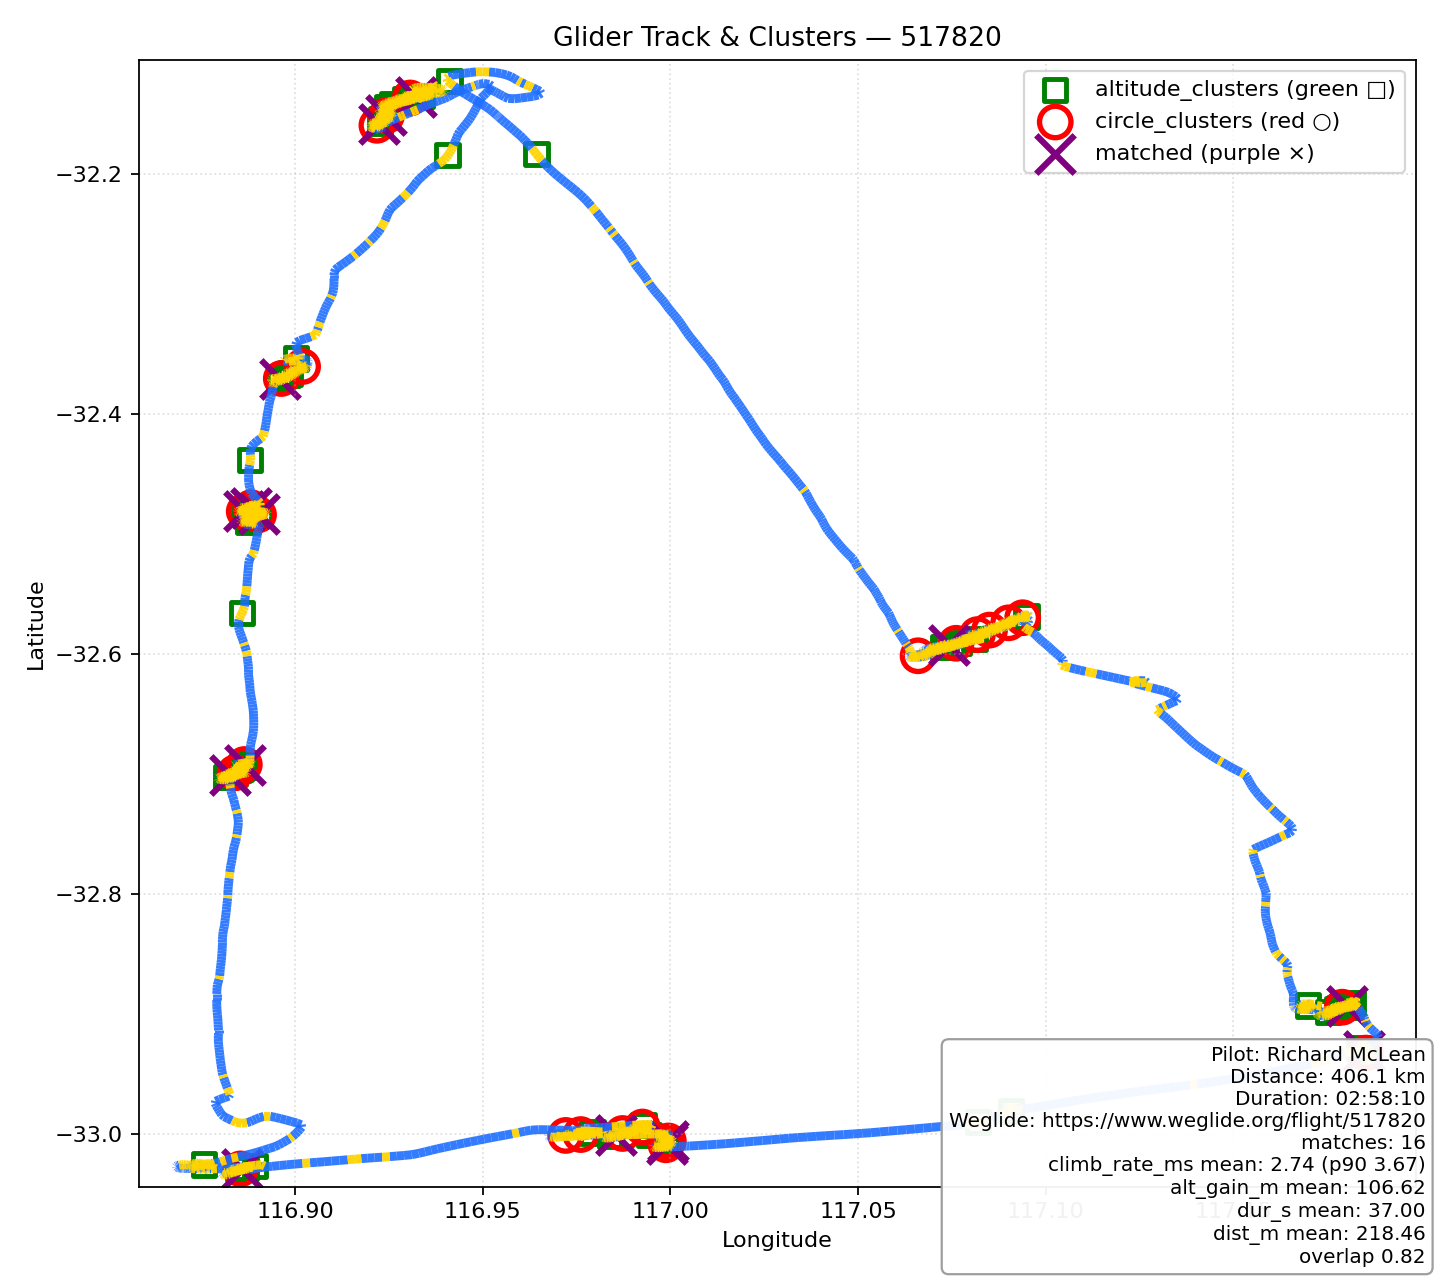 Glider Track & Clusters — 517820
altitude_clusters (green □)
circle_clusters (red ○)
matched (purple ×)
−32.2
−32.4
−32.6
−32.8
−33.0
Latitude
116.90
116.95
117.00
117.05
117.10
Longitude
Pilot: Richard McLean
Distance: 406.1 km
Duration: 02:58:10
Weglide: https://www.weglide.org/flight/517820
matches: 16
climb_rate_ms mean: 2.74 (p90 3.67)
alt_gain_m mean: 106.62
dur_s mean: 37.00
dist_m mean: 218.46
overlap 0.82